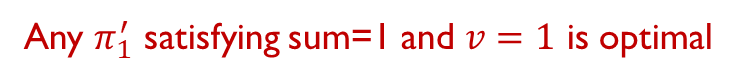 Any π′₁ satisfying sum=1 and v = 1 is optimal